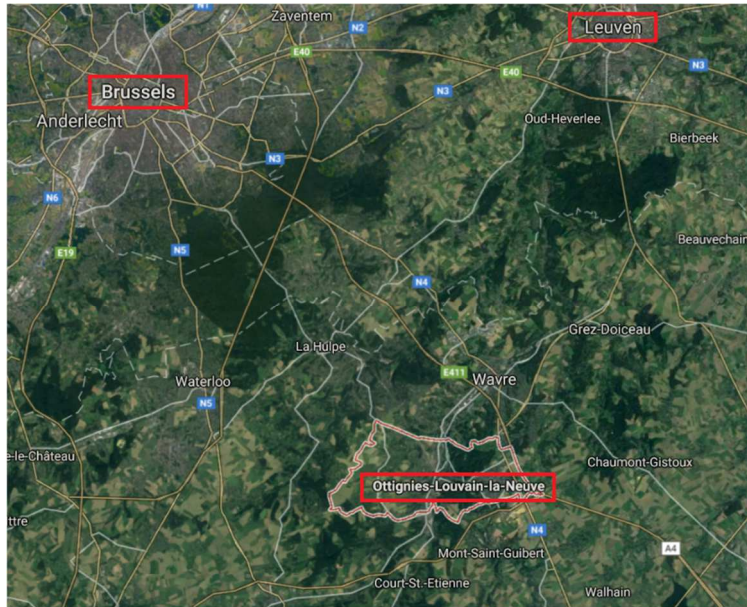 N1
Zaventem
Leuven
N2
E40
N3
E40
Brussels
N3
Anderlecht
Oud-Heverlee
Bierbeek
N3
N6
E19
N5
Beauvechain
N4
Grez-Doiceau
La Hulpe
E411
Wavre
Waterloo
N5
e-le-Château
Chaumont-Gistoux
Ottignies-Louvain-la-Neuve
ttre
N4
Mont-Saint-Guibert
A4
Court-St.-Etienne
Walhain